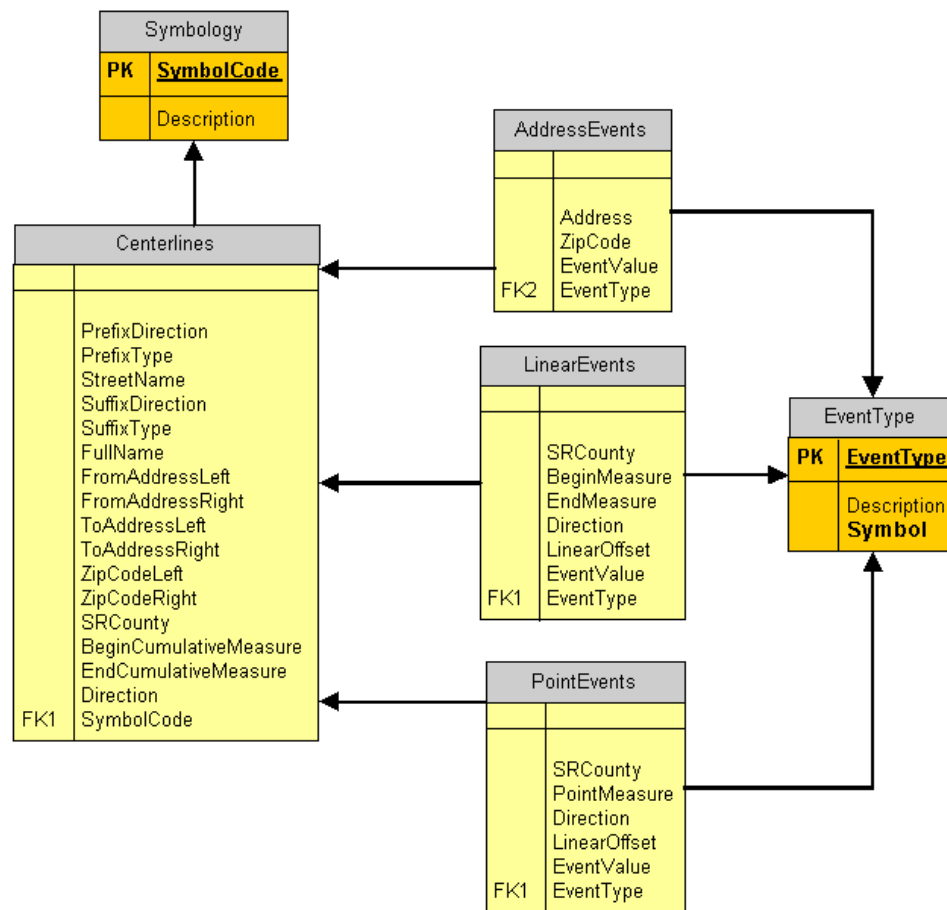 Symbology
PK SymbolCode
Description
Centerlines
PrefixDirection
PrefixType
StreetName
SuffixDirection
SuffixType
FullName
FromAddressLeft
FromAddressRight
ToAddressLeft
ToAddressRight
ZipCodeLeft
ZipCodeRight
SRCounty
BeginCumulativeMeasure
EndCumulativeMeasure
Direction
FK1 SymbolCode
AddressEvents
Address
ZipCode
EventValue
FK2 EventType
LinearEvents
SRCounty
BeginMeasure
EndMeasure
Direction
LinearOffset
EventValue
FK1 EventType
PointEvents
SRCounty
PointMeasure
Direction
LinearOffset
EventValue
FK1 EventType
EventType
PK EventType
Description
Symbol